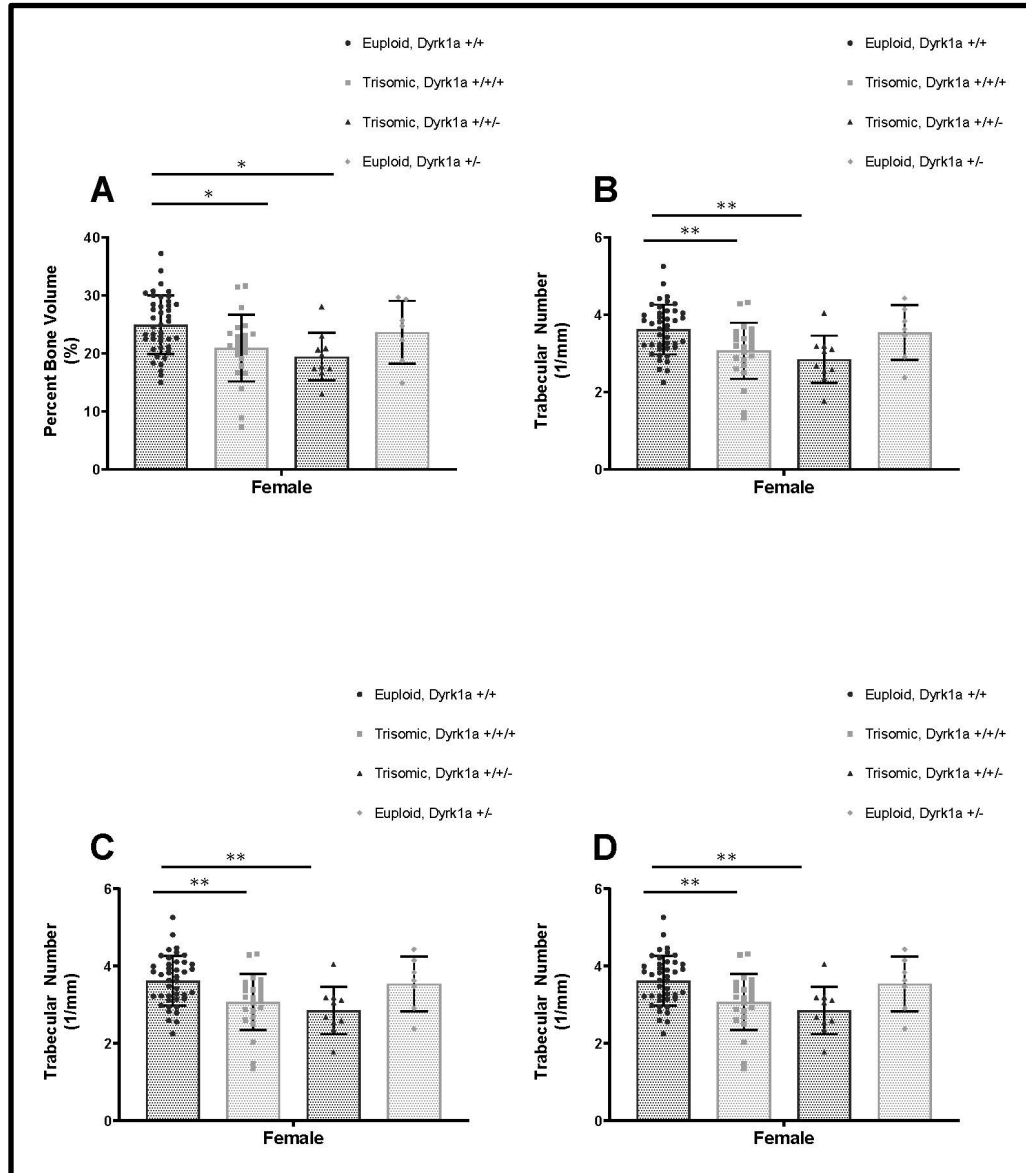 Euploid, Dyrk1a +/+
Trisomic, Dyrk1a +/+/+
Trisomic, Dyrk1a +/+/-
Euploid, Dyrk1a +/-
A
*
*
Percent Bone Volume
(%)
40
30
20
10
0
Female
Euploid, Dyrk1a +/+
Trisomic, Dyrk1a +/+/+
Trisomic, Dyrk1a +/+/-
Euploid, Dyrk1a +/-
B
**
**
Trabecular Number
(1/mm)
6
4
2
0
Female
Euploid, Dyrk1a +/+
Trisomic, Dyrk1a +/+/+
Trisomic, Dyrk1a +/+/-
Euploid, Dyrk1a +/-
C
**
**
Trabecular Number
(1/mm)
6
4
2
0
Female
Euploid, Dyrk1a +/+
Trisomic, Dyrk1a +/+/+
Trisomic, Dyrk1a +/+/-
Euploid, Dyrk1a +/-
D
**
**
Trabecular Number
(1/mm)
6
4
2
0
Female